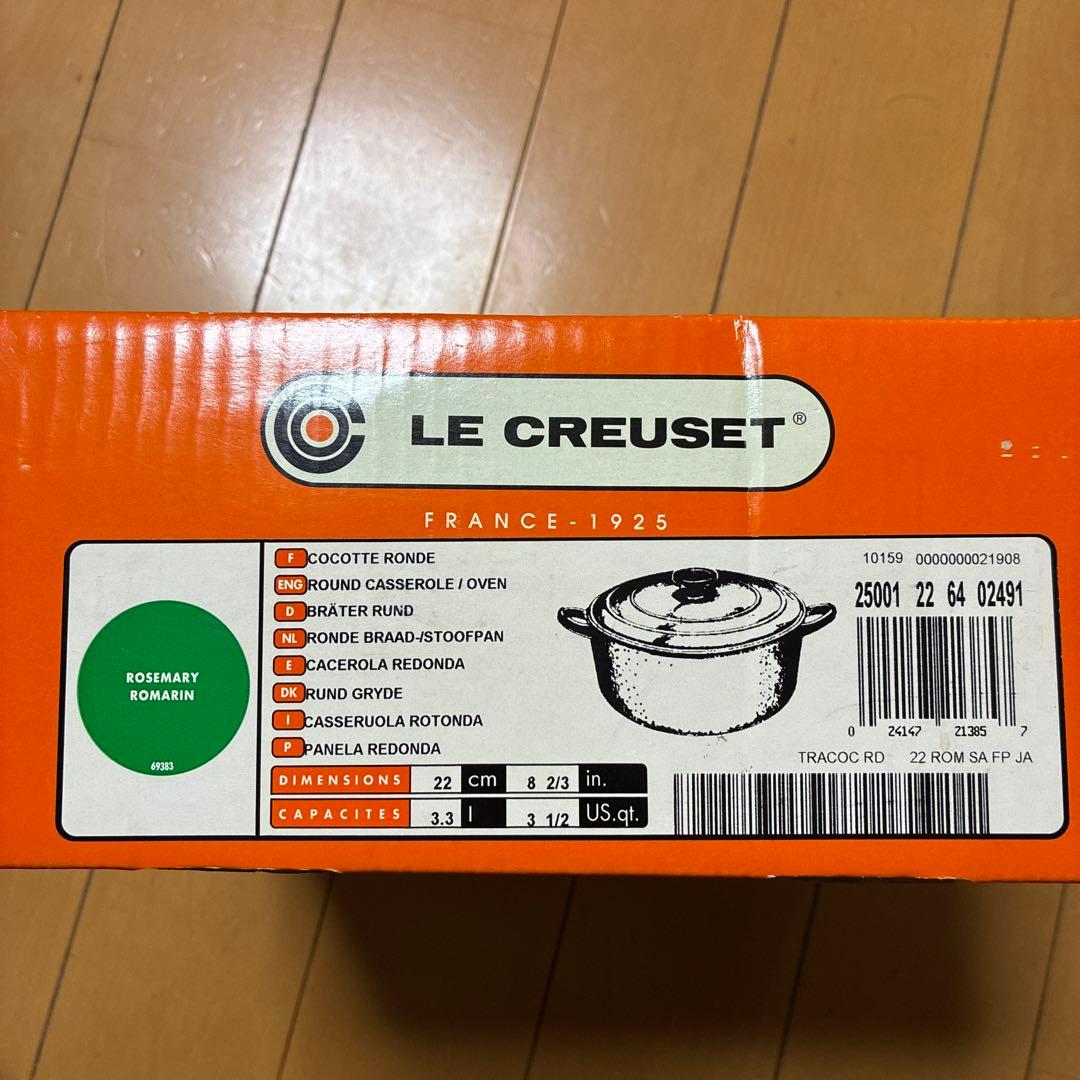 LE CREUSET®
FRANCE - 1925
ROSEMARY
ROMARIN
69383
F COCOTTE RONDE
ENG ROUND CASSEROLE / OVEN
D BRÄTER RUND
NL RONDE BRAAD-/STOOFPAN
E CACEROLA REDONDA
DK RUND GRYDE
I CASSERUOLA ROTONDA
P PANELA REDONDA
DIMENSIONS 22 cm 8 2/3 in.
CAPACITES 3.3 l 3 1/2 US.qt.
10159 0000000021908
25001 22 64 02491
0 24147 21385 7
TRACOC RD 22 ROM SA FP JA